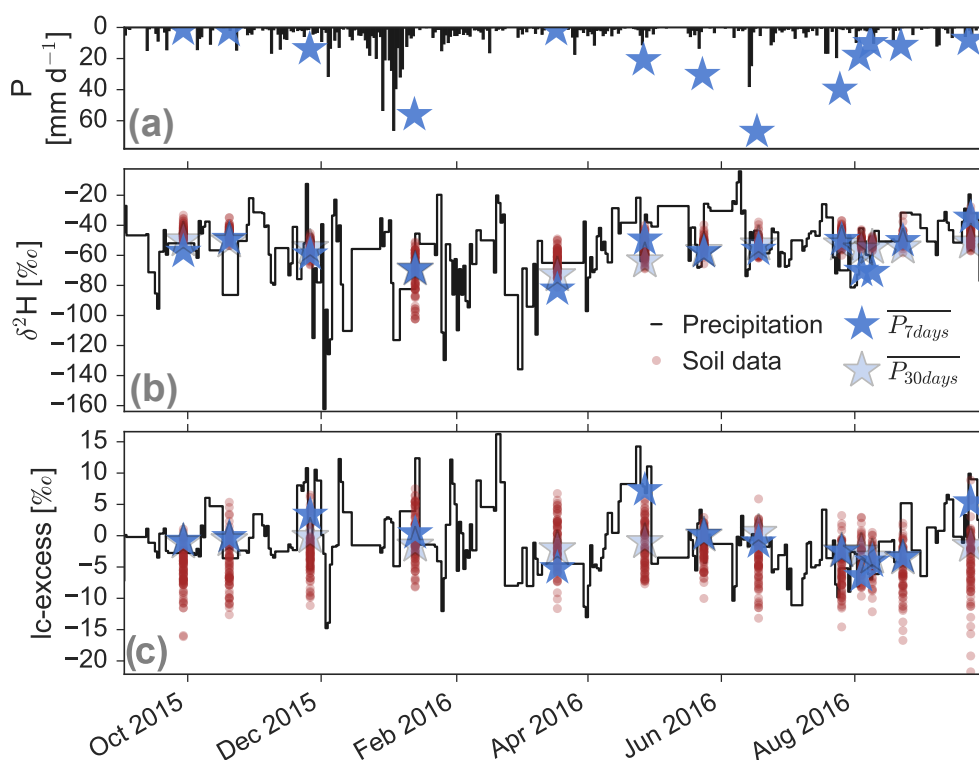 0
20
40
60
P
[mm d⁻¹]
(a)
−20
−40
−60
−80
−100
−120
−140
−160
δ²H [‰]
Precipitation
Soil data
P7days
P30days
(b)
15
10
5
0
−5
−10
−15
−20
lc-excess [‰]
(c)
Oct 2015
Dec 2015
Feb 2016
Apr 2016
Jun 2016
Aug 2016